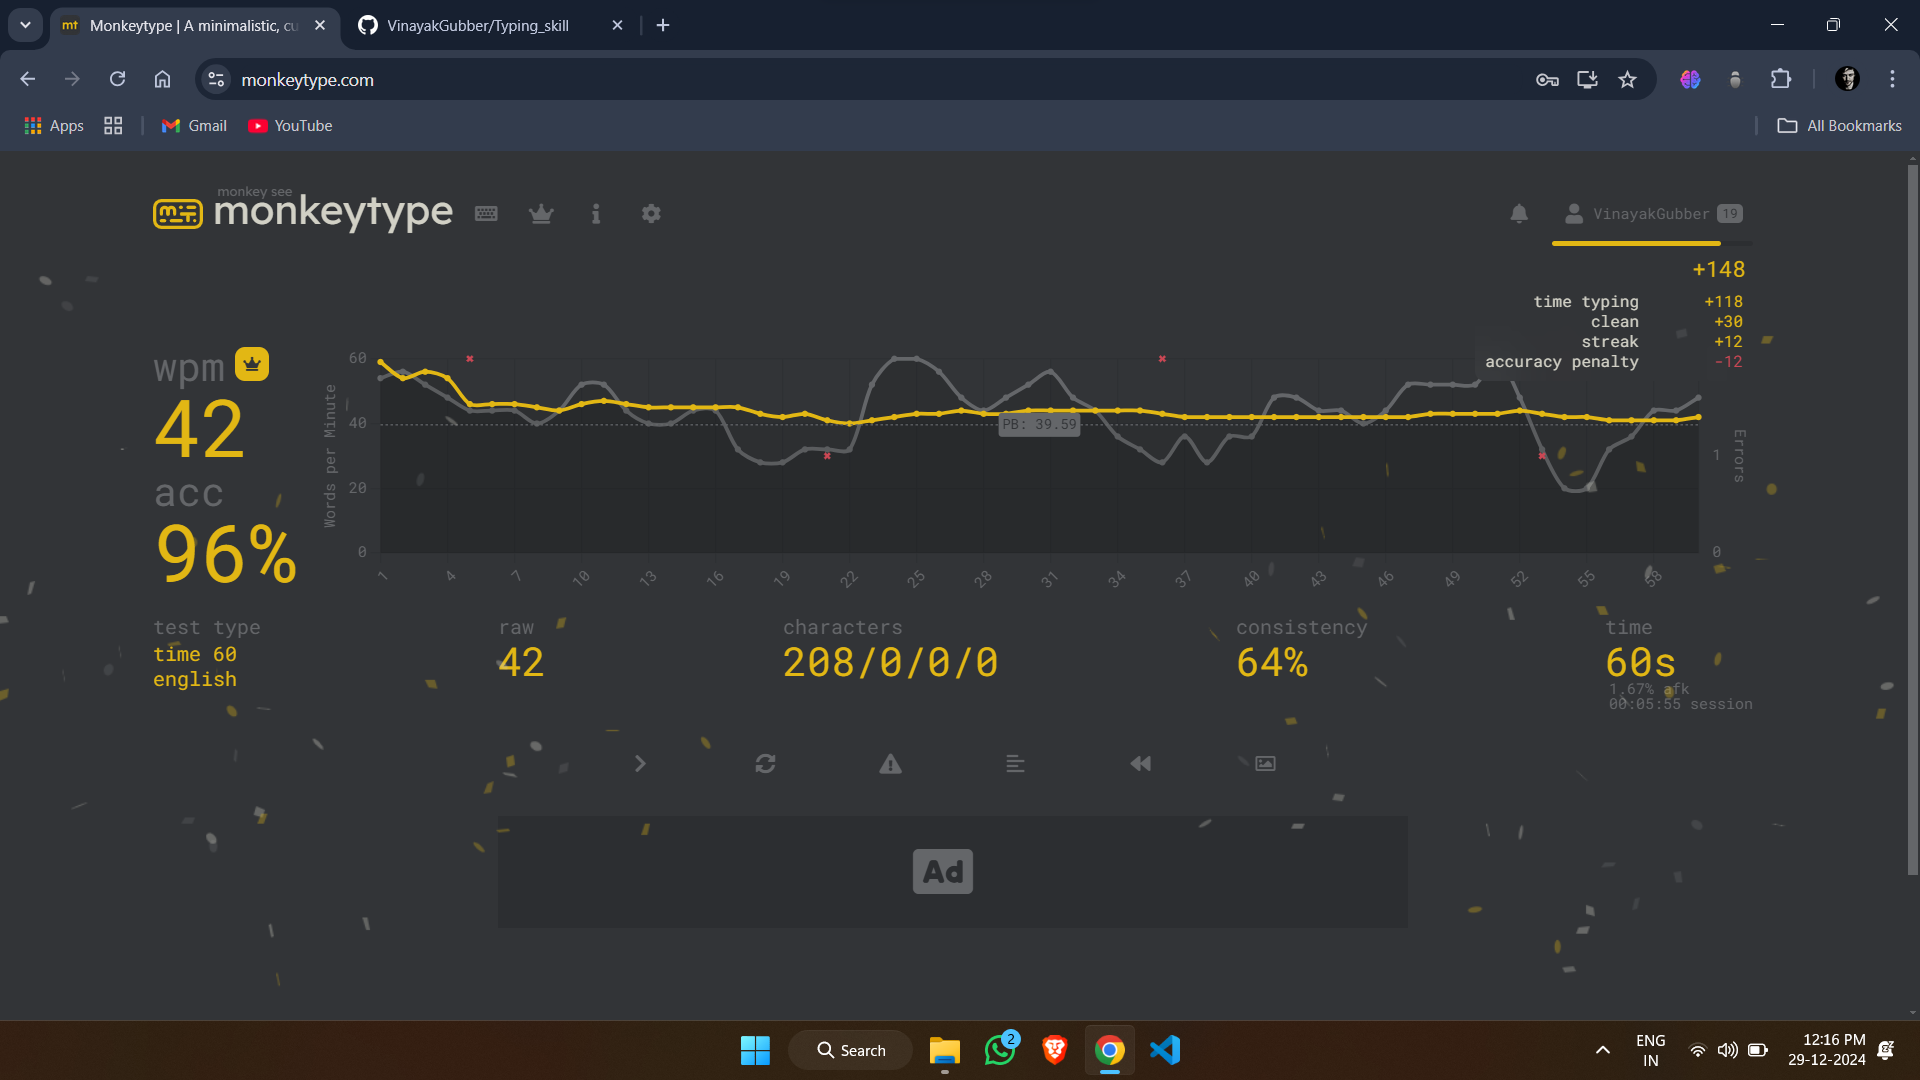 Monkeytype | A minimalistic, cu
VinayakGubber/Typing_skill
monkeytype.com
Apps
Gmail
YouTube
All Bookmarks
monkey see
monkeytype
VinayakGubber 19
+148
time typing +118
clean +30
streak +12
accuracy penalty -12
wpm
42
acc
96%
Words per Minute
60
40
20
0
PB: 39.59
1
0
Errors
1 4 7 10 13 16 19 22 25 28 31 34 37 40 43 46 49 52 55 58
test type
time 60
english
raw
42
characters
208/0/0/0
consistency
64%
time
60s
1.67% afk
00:05:55 session
Ad
Search
2
ENG
IN
12:16 PM
29-12-2024